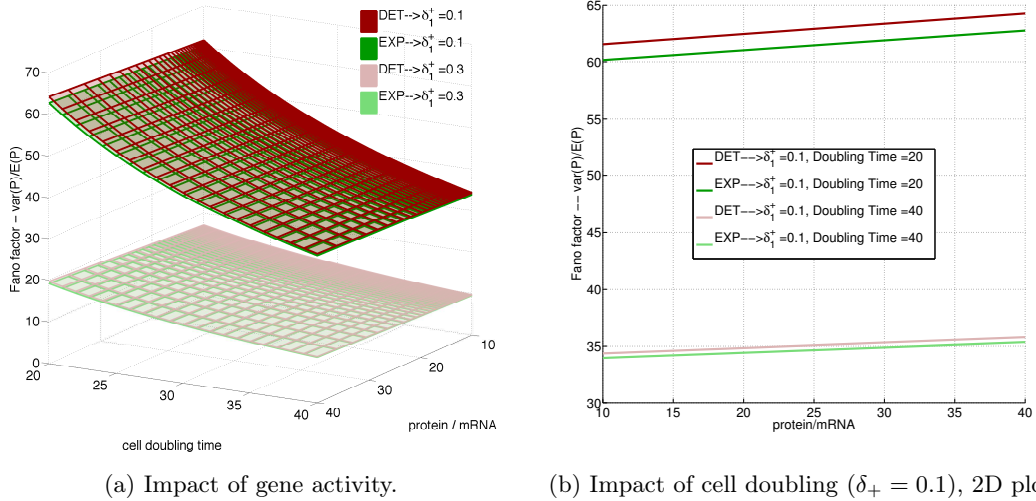 DET-->δ₁⁺=0.1
EXP-->δ₁⁺=0.1
DET-->δ₁⁺=0.3
EXP-->δ₁⁺=0.3
70
60
50
40
30
20
10
0
Fano factor – var(P)/E(P)
20
25
30
35
40
cell doubling time
10
20
30
40
protein / mRNA
(a) Impact of gene activity.
65
60
55
50
45
40
35
30
Fano factor –– var(P)/E(P)
DET-->δ₁⁺=0.1, Doubling Time =20
EXP-->δ₁⁺=0.1, Doubling Time =20
DET-->δ₁⁺=0.1, Doubling Time =40
EXP-->δ₁⁺=0.1, Doubling Time =40
10
15
20
25
30
35
40
protein/mRNA
(b) Impact of cell doubling (δ₊ = 0.1), 2D pl